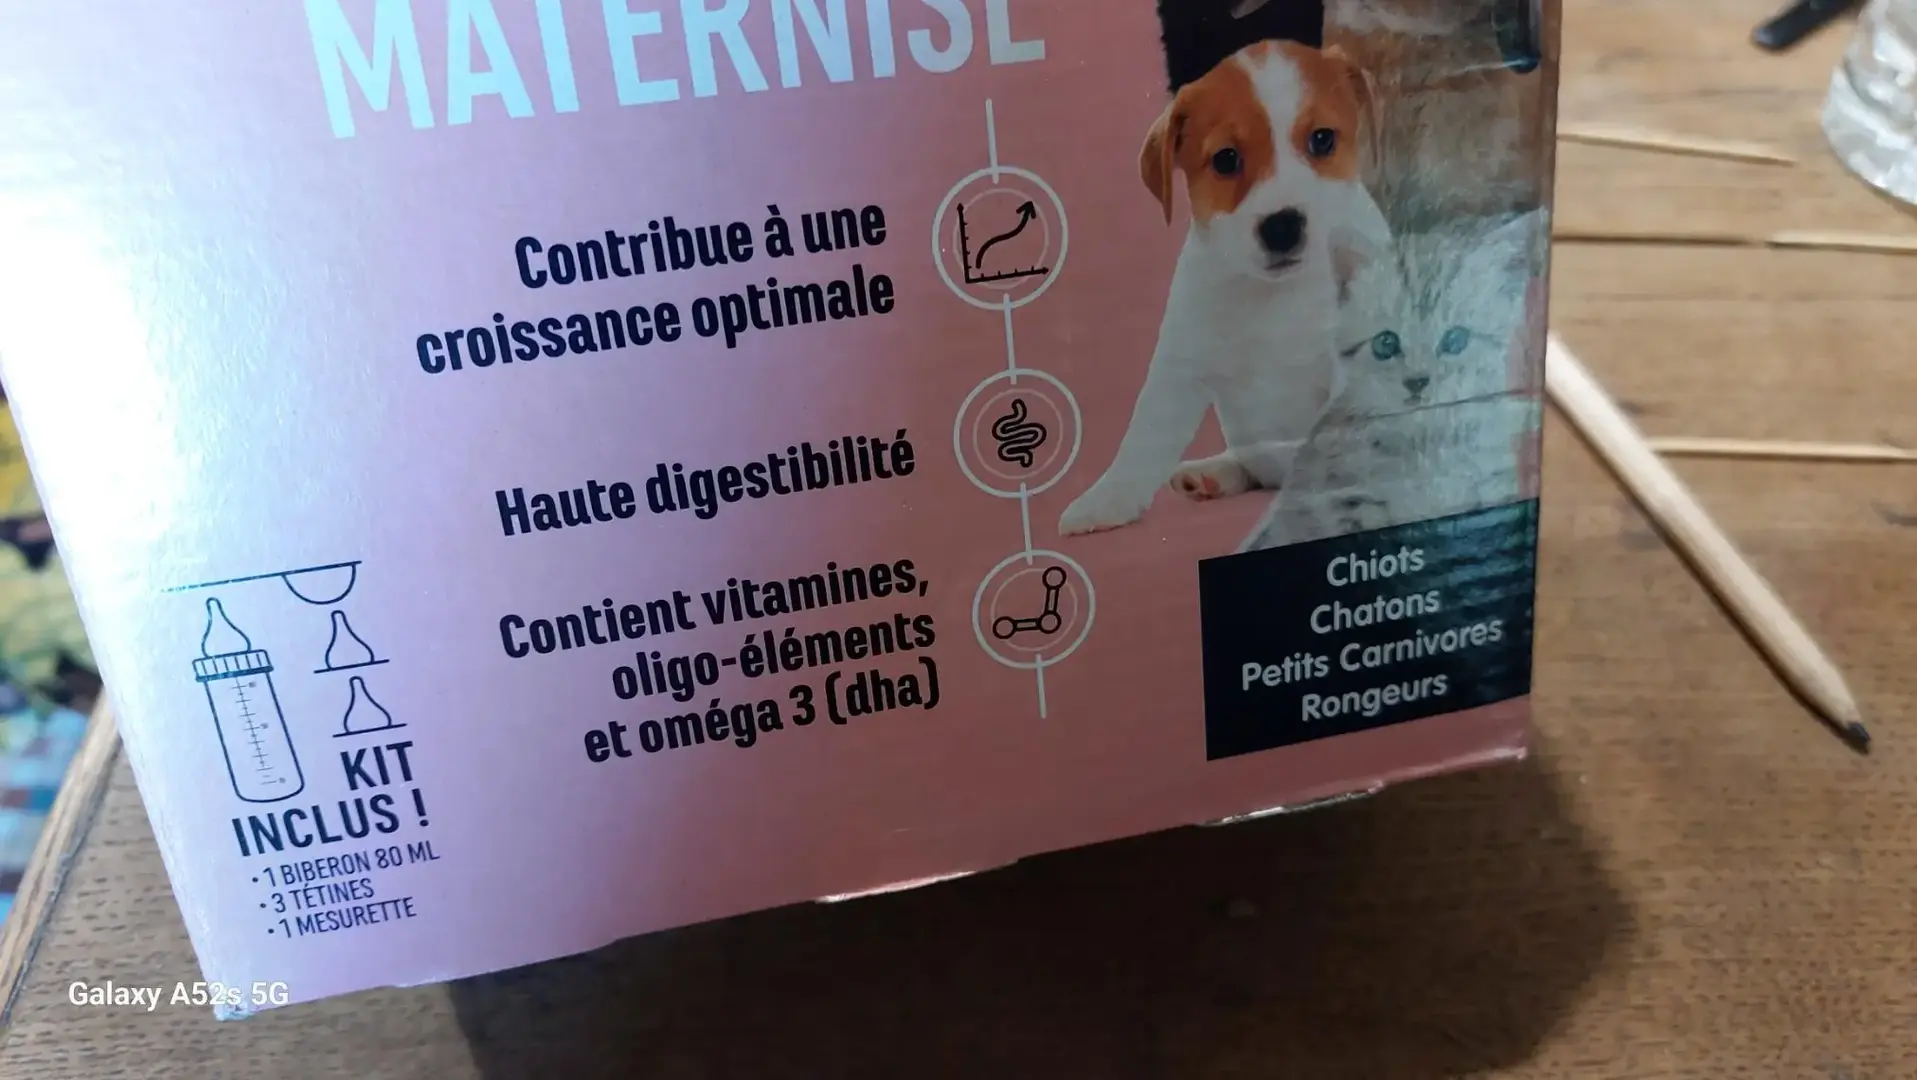 MATERNISÉ
Contribue à une
croissance optimale
Haute digestibilité
Contient vitamines,
oligo-éléments
et oméga 3 (dha)
Chiots
Chatons
Petits Carnivores
Rongeurs
KIT
INCLUS !
• 1 BIBERON 80 ML
• 3 TÉTINES
• 1 MESURETTE
Galaxy A52s 5G